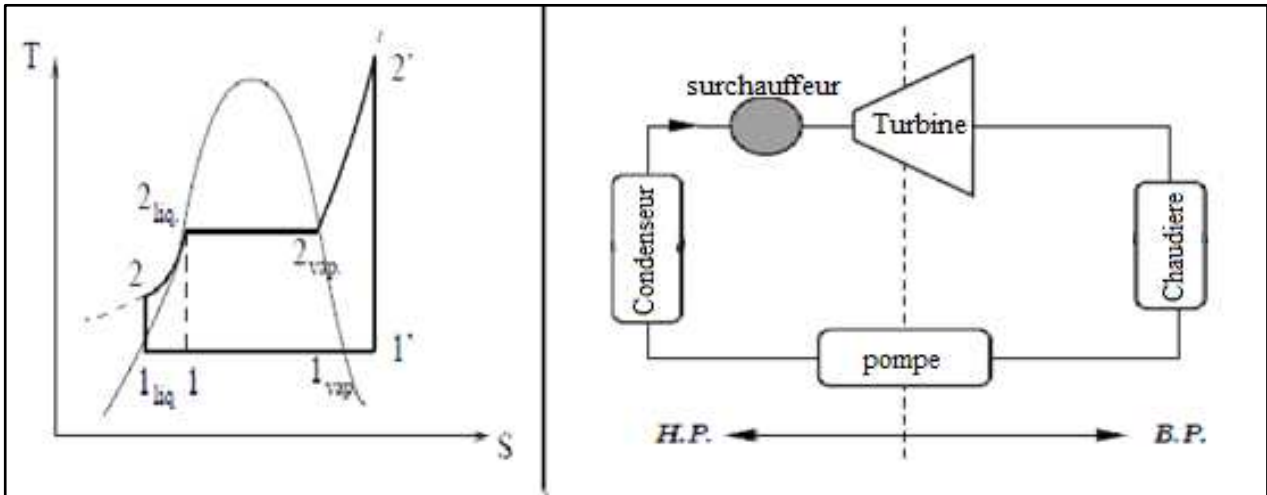 T
2'
2liq.
2vap.
2
1'
1liq 1 1vap
S
surchauffeur
Turbine
Condenseur
Chaudiere
pompe
H.P. B.P.